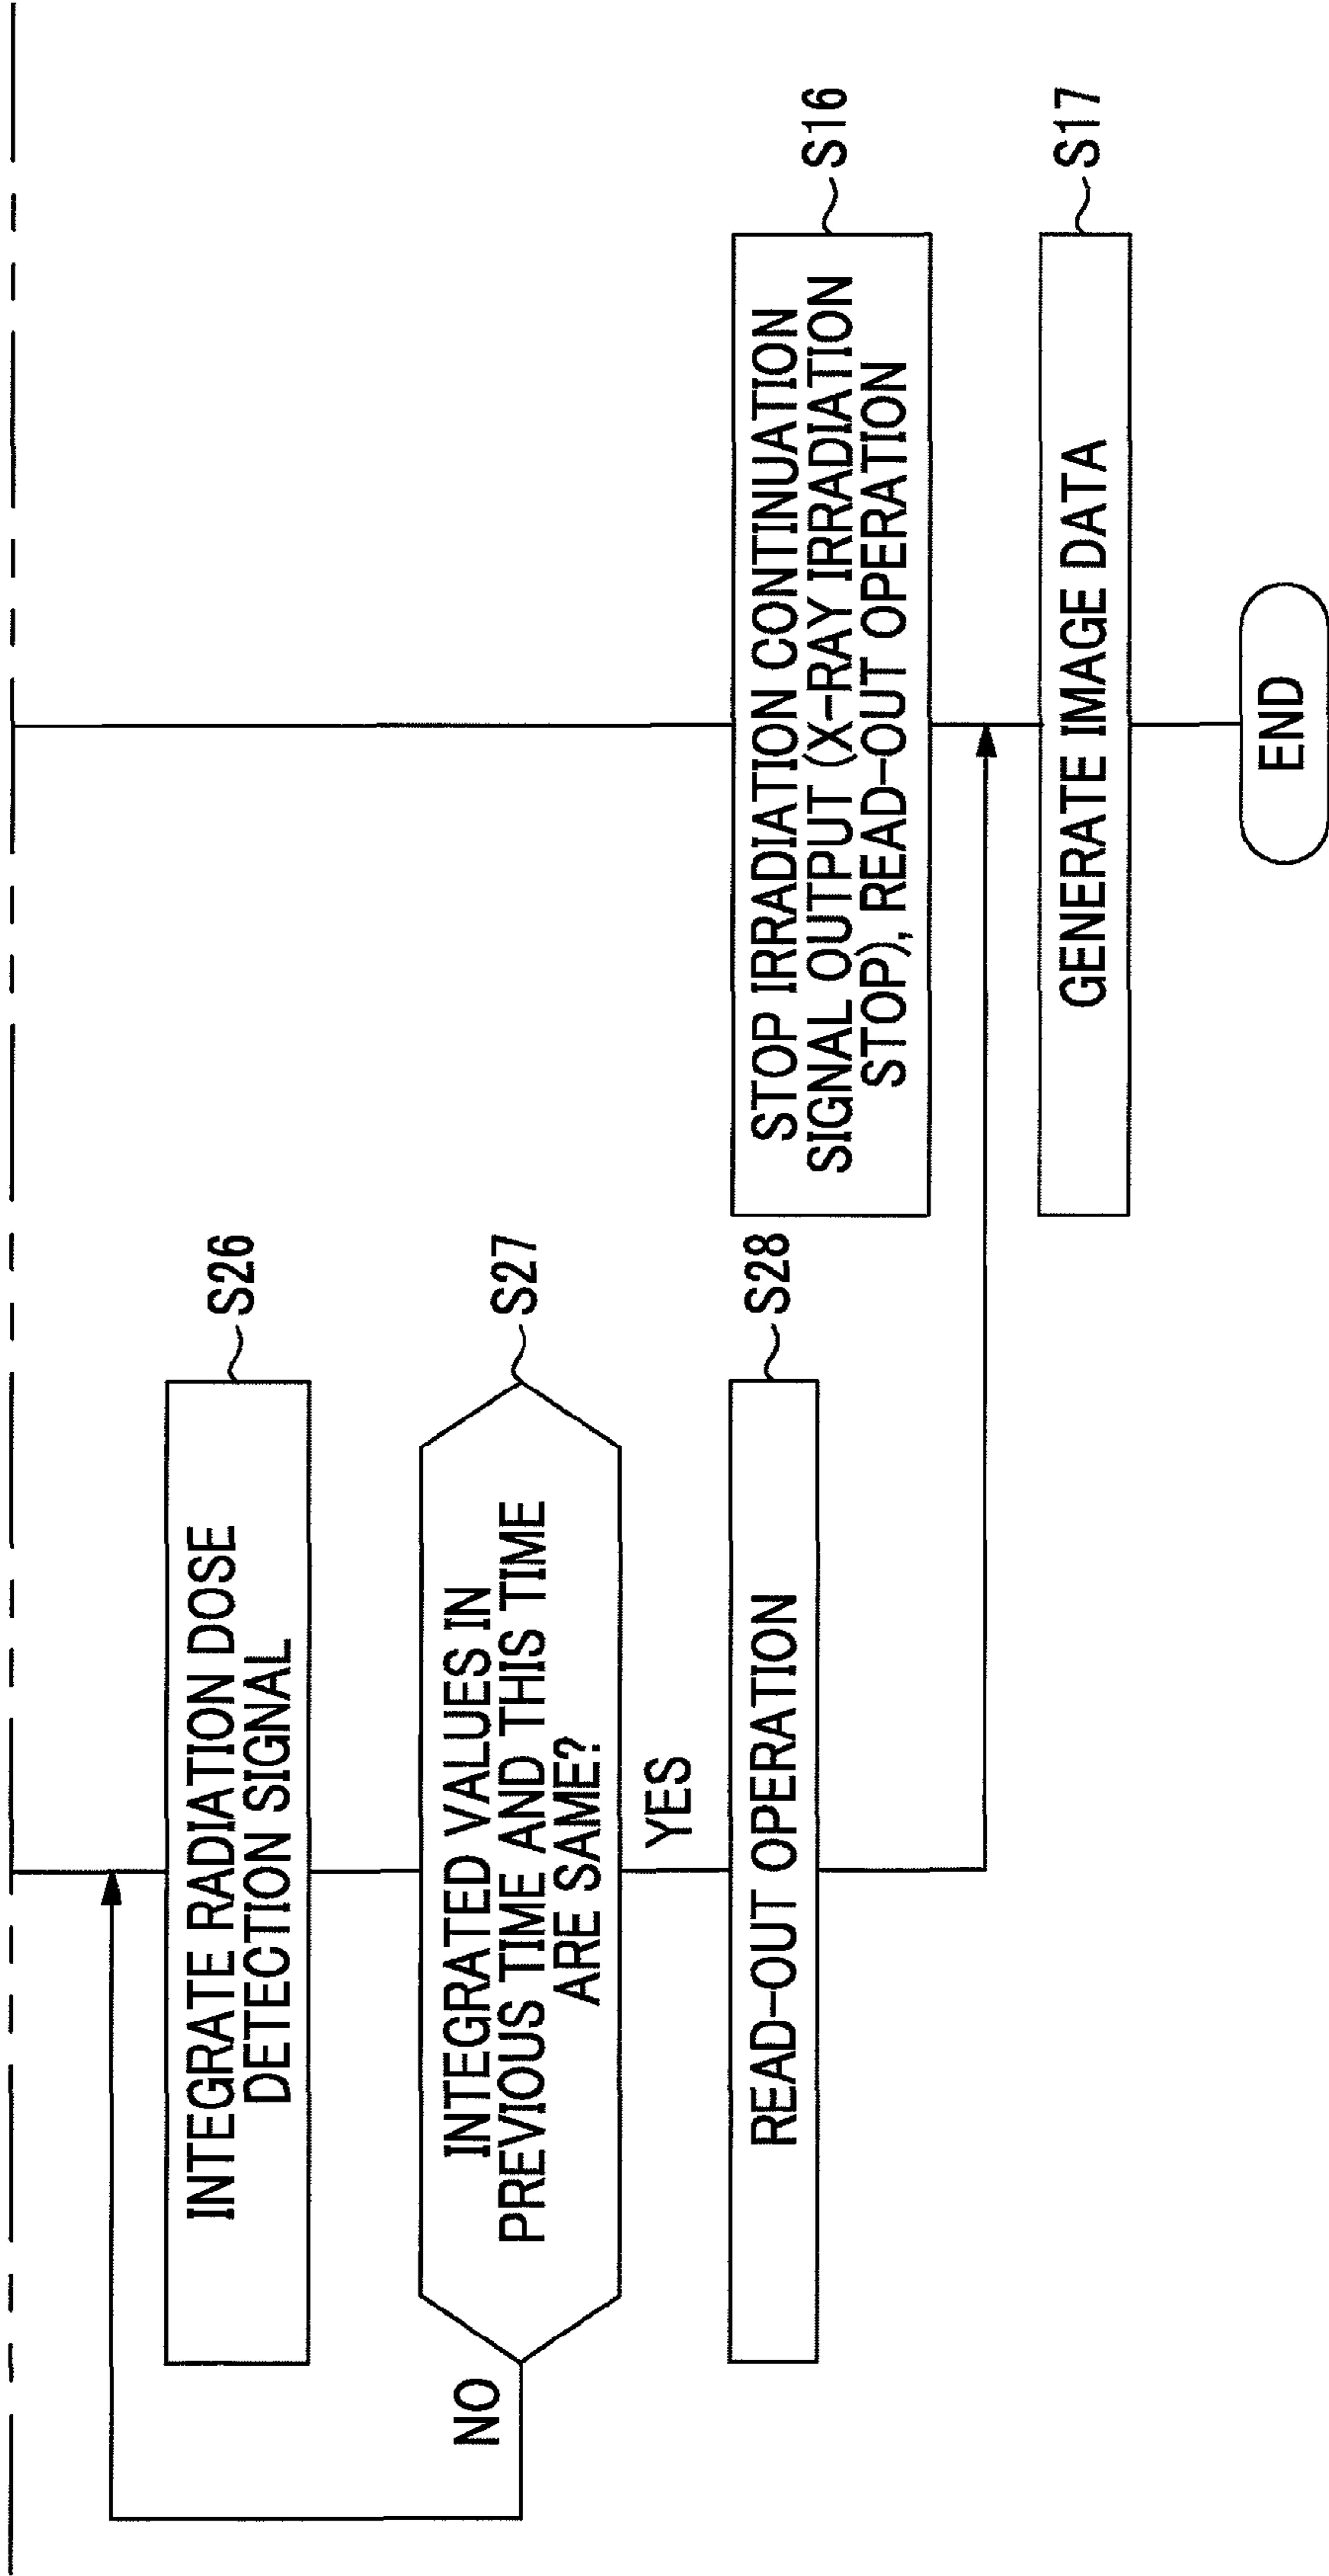 S26
INTEGRATE RADIATION DOSE
DETECTION SIGNAL
S27
INTEGRATED VALUES IN
PREVIOUS TIME AND THIS TIME
ARE SAME?
NO
YES
S28
READ-OUT OPERATION
S16
STOP IRRADIATION CONTINUATION
SIGNAL OUTPUT (X-RAY IRRADIATION
STOP), READ-OUT OPERATION
S17
GENERATE IMAGE DATA
END